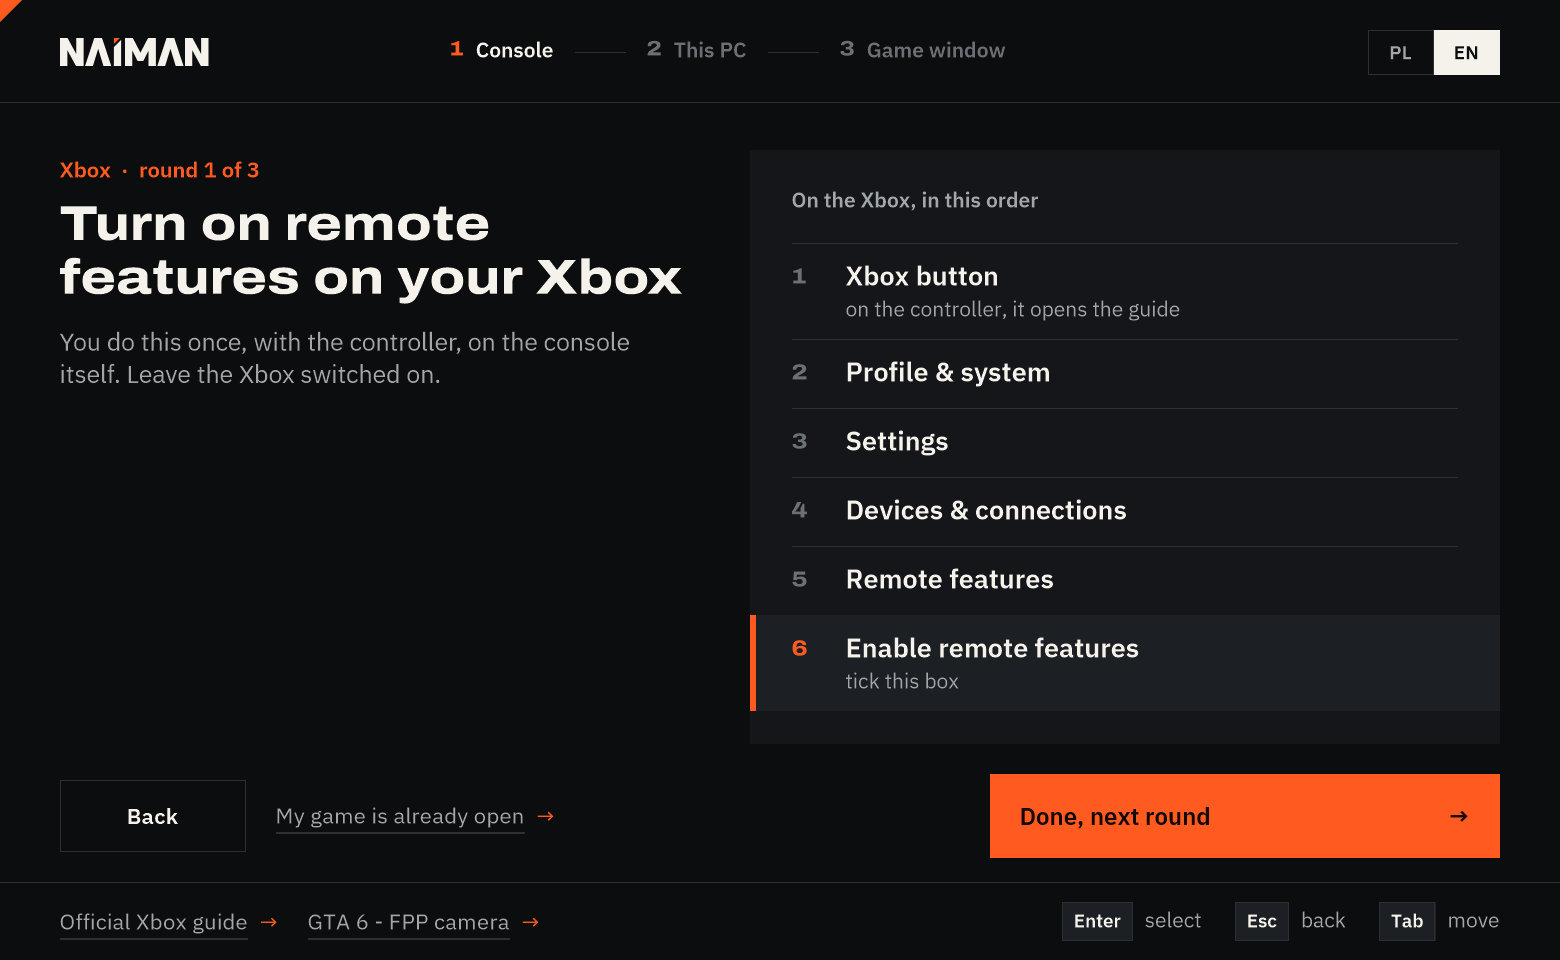 NAIMAN
1 Console
2 This PC
3 Game window
PL
EN
Xbox · round 1 of 3
Turn on remote
features on your Xbox
You do this once, with the controller, on the console
itself. Leave the Xbox switched on.
On the Xbox, in this order
1 Xbox button
on the controller, it opens the guide
2 Profile & system
3 Settings
4 Devices & connections
5 Remote features
6 Enable remote features
tick this box
Back
My game is already open →
Done, next round →
Official Xbox guide →
GTA 6 - FPP camera →
Enter select
Esc back
Tab move